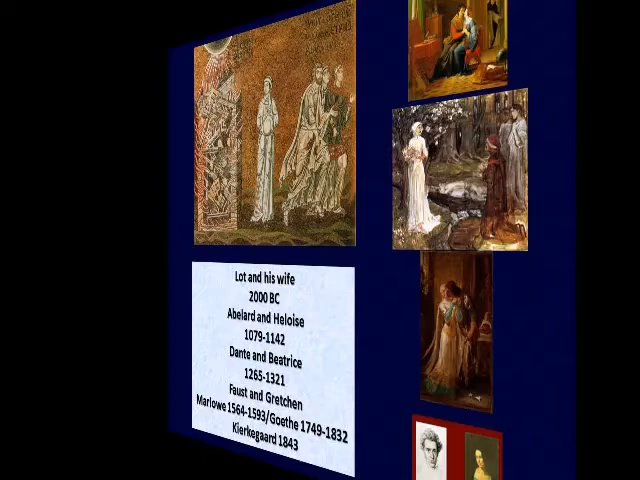 Lot and his wife
2000 BC
Abelard and Heloise
1079-1142
Dante and Beatrice
1265-1321
Faust and Gretchen
Marlowe 1564-1593/Goethe 1749-1832
Kierkegaard 1843